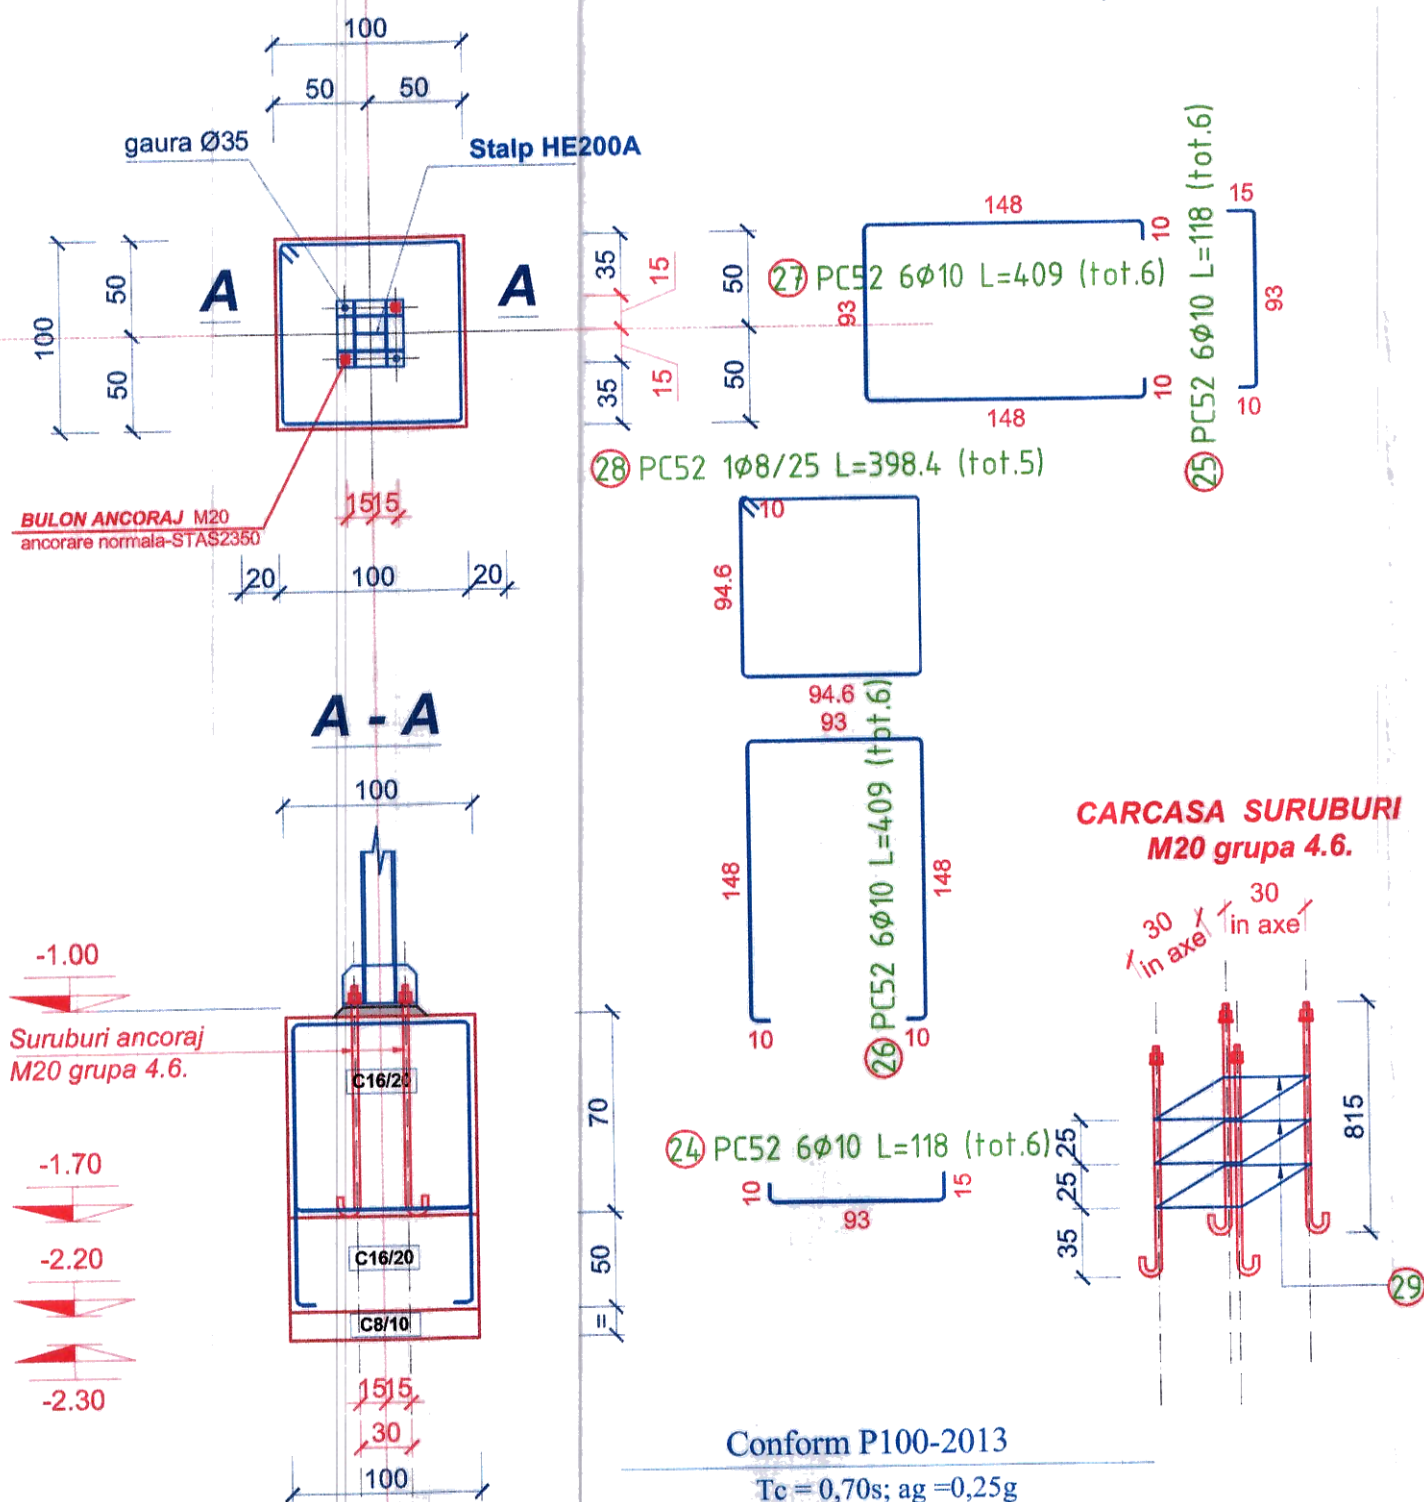 100
50 50
gaura Ø35
Stalp HE200A
A A
100
50
50
35
15
15
35
50
50
148
10
27 PC52 6Ø10 L=409 (tot.6)
93
10
148
25 PC52 6Ø10 L=118 (tot.6)
15
93
10
28 PC52 1Ø8/25 L=398.4 (tot.5)
10
94.6
94.6
BULON ANCORAJ M20
ancorare normala-STAS2350
1515
20 100 20
A - A
100
93
148
148
10
10
26 PC52 6Ø10 L=409 (tot.6)
CARCASA SURUBURI
M20 grupa 4.6.
30
in axe
30
in axe
-1.00
Suruburi ancoraj
M20 grupa 4.6.
C16/20
70
-1.70
-2.20
C16/20
50
C8/10
=
-2.30
1515
30
100
24 PC52 6Ø10 L=118 (tot.6)
10
15
93
25
25
35
815
29
Conform P100-2013
Tc = 0,70s; ag =0,25g